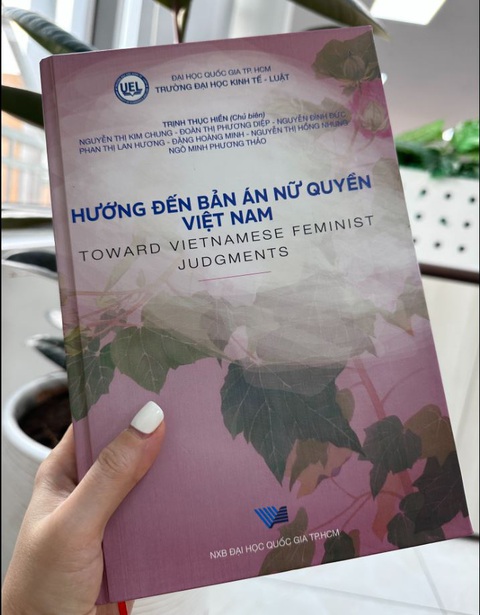 UEL
ĐẠI HỌC QUỐC GIA TP. HCM
TRƯỜNG ĐẠI HỌC KINH TẾ - LUẬT
TRỊNH THỤC HIỀN (Chủ biên)
NGUYỄN THỊ KIM CHUNG - ĐOÀN THỊ PHƯƠNG DIỆP - NGUYỄN ĐÌNH ĐỨC
PHAN THỊ LAN HƯƠNG - ĐẶNG HOÀNG MINH - NGUYỄN THỊ HỒNG NHUNG
NGÔ MINH PHƯƠNG THẢO
HƯỚNG ĐẾN BẢN ÁN NỮ QUYỀN
VIỆT NAM
TOWARD VIETNAMESE FEMINIST
JUDGMENTS
NXB ĐẠI HỌC QUỐC GIA TP.HCM